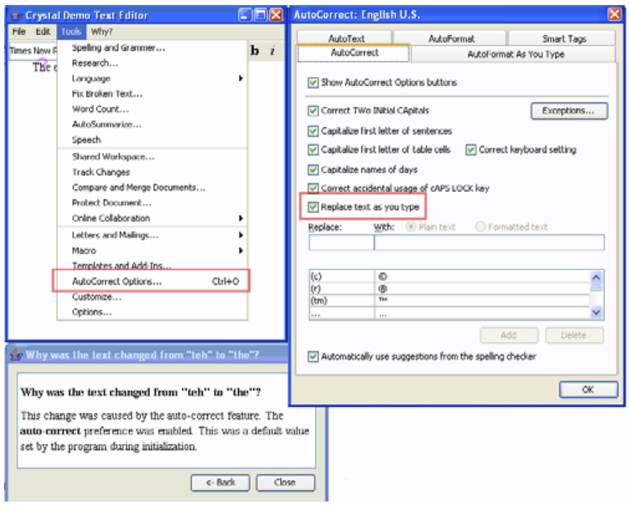 Crystal Demo Text Editor
File Edit Tools Why?
Times New b i
The
Spelling and Grammer...
Research...
Language
Fix Broken Text...
Word Count...
AutoSummarize...
Speech
Shared Workspace...
Track Changes
Compare and Merge Documents...
Protect Document...
Online Collaboration
Letters and Mailings...
Macro
Templates and Add-Ins...
AutoCorrect Options... Ctrl+O
Customize...
Options...
Why was the text changed from "teh" to "the"?
Why was the text changed from "teh" to "the"?
This change was caused by the auto-correct feature. The
auto-correct preference was enabled. This was a default value
set by the program during initialization.
<- Back Close
AutoCorrect: English U.S.
AutoText AutoFormat Smart Tags
AutoCorrect AutoFormat As You Type
Show AutoCorrect Options buttons
Correct TWo INitial CApitals Exceptions...
Capitalize first letter of sentences
Capitalize first letter of table cells Correct keyboard setting
Capitalize names of days
Correct accidental usage of cAPS LOCK key
Replace text as you type
Replace: With: Plain text Formatted text
(c) ©
(r) ®
(tm) ™
... ...
Add Delete
Automatically use suggestions from the spelling checker
OK